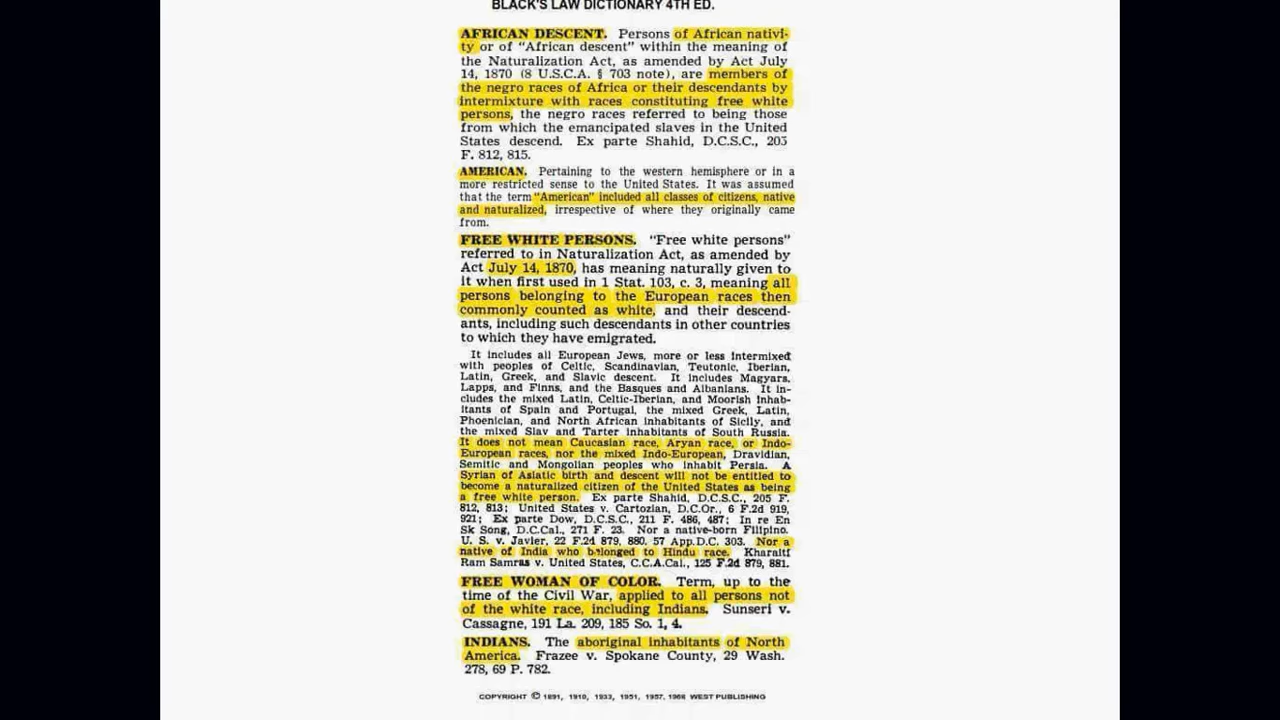 BLACK'S LAW DICTIONARY 4TH ED.
AFRICAN DESCENT. Persons of African nativi-
ty or of "African descent" within the meaning of
the Naturalization Act, as amended by Act July
14, 1870 (8 U.S.C.A. § 703 note), are members of
the negro races of Africa or their descendants by
intermixture with races constituting free white
persons, the negro races referred to being those
from which the emancipated slaves in the United
States descend. Ex parte Shahid, D.C.S.C., 205
F. 812, 815.
AMERICAN. Pertaining to the western hemisphere or in a
more restricted sense to the United States. It was assumed
that the term "American" included all classes of citizens, native
and naturalized, irrespective of where they originally came
from.
FREE WHITE PERSONS. "Free white persons"
referred to in Naturalization Act, as amended by
Act July 14, 1870, has meaning naturally given to
it when first used in 1 Stat. 103, c. 3, meaning all
persons belonging to the European races then
commonly counted as white, and their descend-
ants, including such descendants in other countries
to which they have emigrated.
It includes all European Jews, more or less intermixed
with peoples of Celtic, Scandinavian, Teutonic, Iberian,
Latin, Greek, and Slavic descent. It includes Magyars,
Lapps, and Finns, and the Basques and Albanians. It in-
cludes the mixed Latin, Celtic-Iberian, and Moorish inhab-
itants of Spain and Portugal, the mixed Greek, Latin,
Phoenician, and North African inhabitants of Sicily, and
the mixed Slav and Tarter inhabitants of South Russia.
It does not mean Caucasian race, Aryan race, or Indo-
European races, nor the mixed Indo-European, Dravidian,
Semitic and Mongolian peoples who inhabit Persia. A
Syrian of Asiatic birth and descent will not be entitled to
become a naturalized citizen of the United States as being
a free white person. Ex parte Shahid, D.C.S.C., 205 F.
812, 813; United States v. Cartozian, D.C.Or., 6 F.2d 919,
921; Ex parte Dow, D.C.S.C., 211 F. 486, 487; In re En
Sk Song, D.C.Cal., 271 F. 23. Nor a native-born Filipino.
U. S. v. Javier, 22 F.2d 879, 880, 57 App.D.C. 303. Nor a
native of India who belonged to Hindu race. Kharaiti
Ram Samras v. United States, C.C.A.Cal., 125 F.2d 879, 881.
FREE WOMAN OF COLOR. Term, up to the
time of the Civil War, applied to all persons not
of the white race, including Indians. Sunseri v.
Cassagne, 191 La. 209, 185 So. 1, 4.
INDIANS. The aboriginal inhabitants of North
America. Frazee v. Spokane County, 29 Wash.
278, 69 P. 782.
COPYRIGHT © 1891, 1910, 1933, 1951, 1957, 1968 WEST PUBLISHING